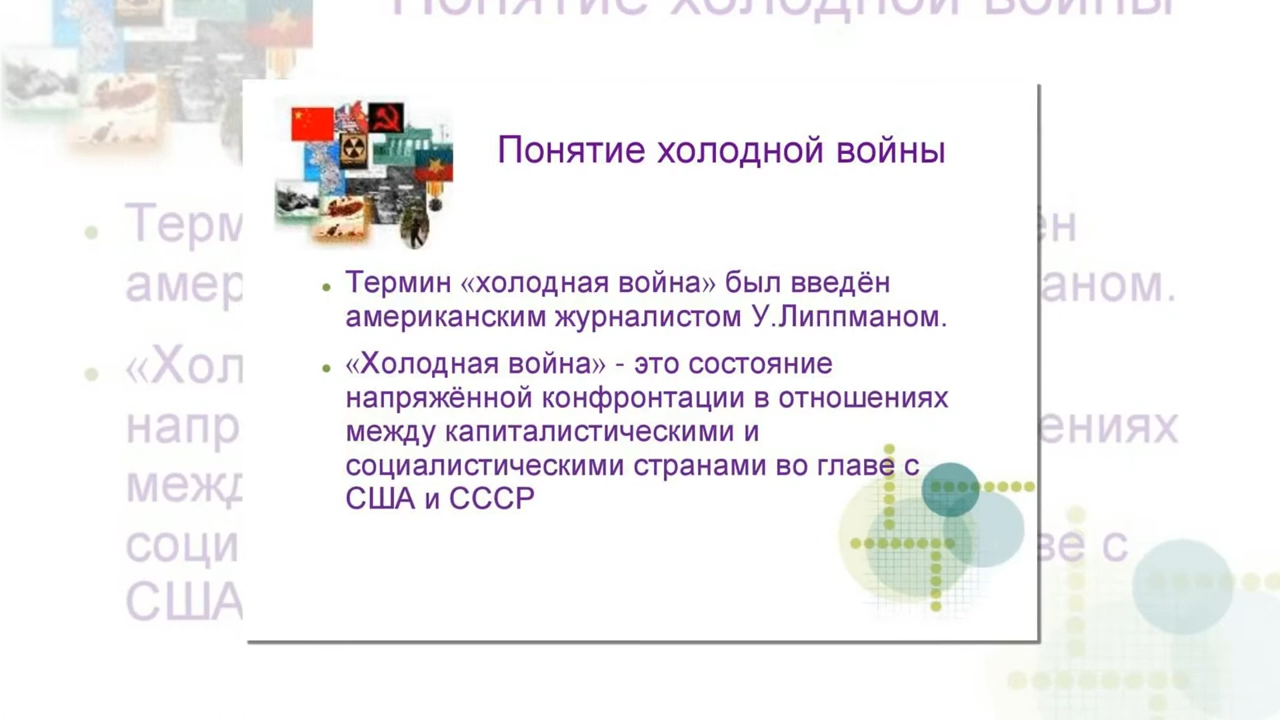 Понятие холодной войны
Термин «холодная война» был введён
американским журналистом У.Липпманом.
«Холодная война» - это состояние
напряжённой конфронтации в отношениях
между капиталистическими и
социалистическими странами во главе с
США и СССР